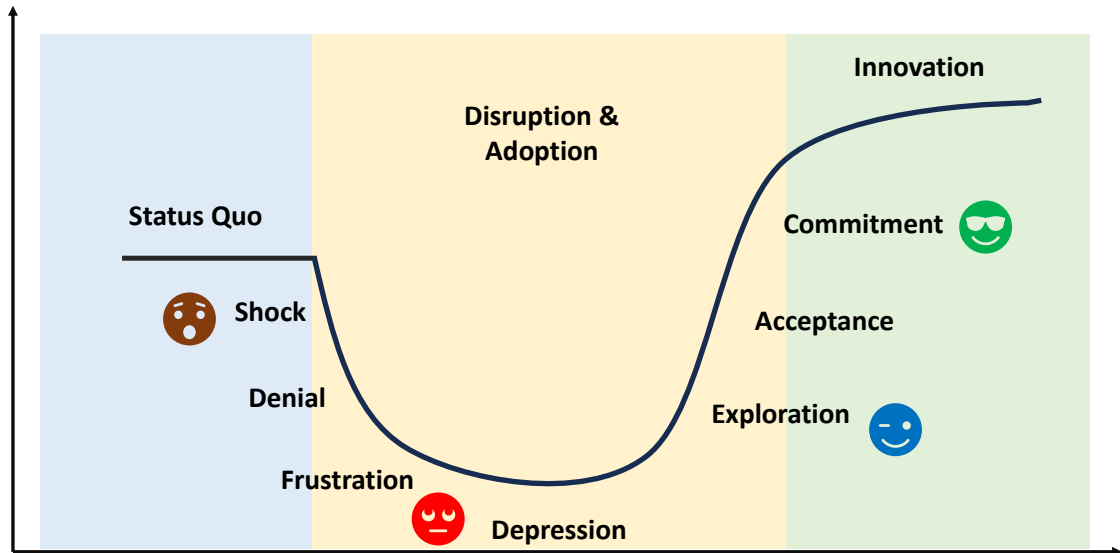 Innovation
Disruption &
Adoption
Status Quo
Commitment
Shock
Acceptance
Denial
Exploration
Frustration
Depression